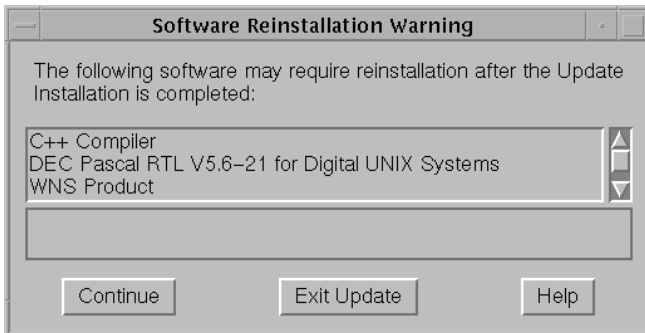 Software Reinstallation Warning
The following software may require reinstallation after the Update
Installation is completed:
C++ Compiler
DEC Pascal RTL V5.6–21 for Digital UNIX Systems
WNS Product
Continue
Exit Update
Help